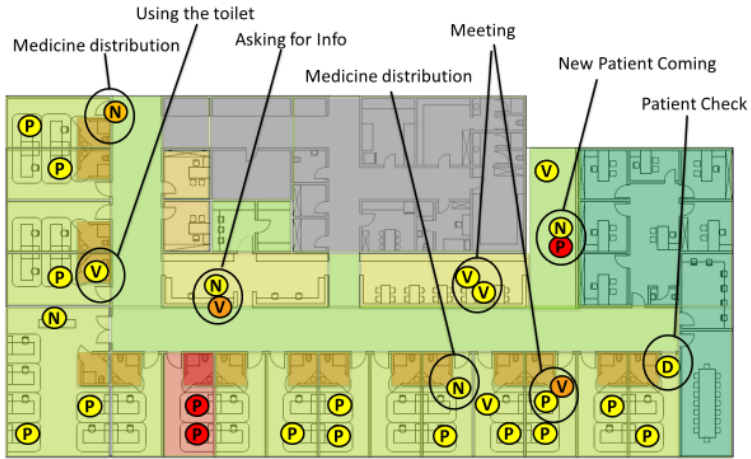 Using the toilet
Medicine distribution
Asking for Info
Meeting
Medicine distribution
New Patient Coming
Patient Check
N
P
P
V
N
P
P
V
N
V
V
V
P
N
D
N
V
P
V
P
P
P
P
P
P
P
P
P
P
P
P
P